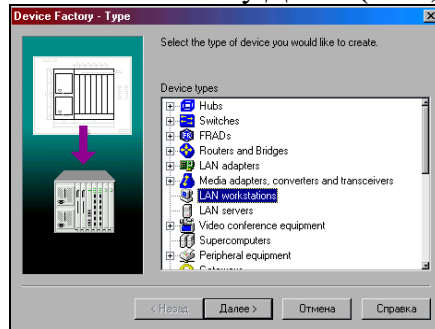 Device Factory - Type
Select the type of device you would like to create.
Device types
Hubs
Switches
FRADs
Routers and Bridges
LAN adapters
Media adapters, converters and transceivers
LAN workstations
LAN servers
Video conference equipment
Supercomputers
Peripheral equipment
< Назад
Далее >
Отмена
Справка